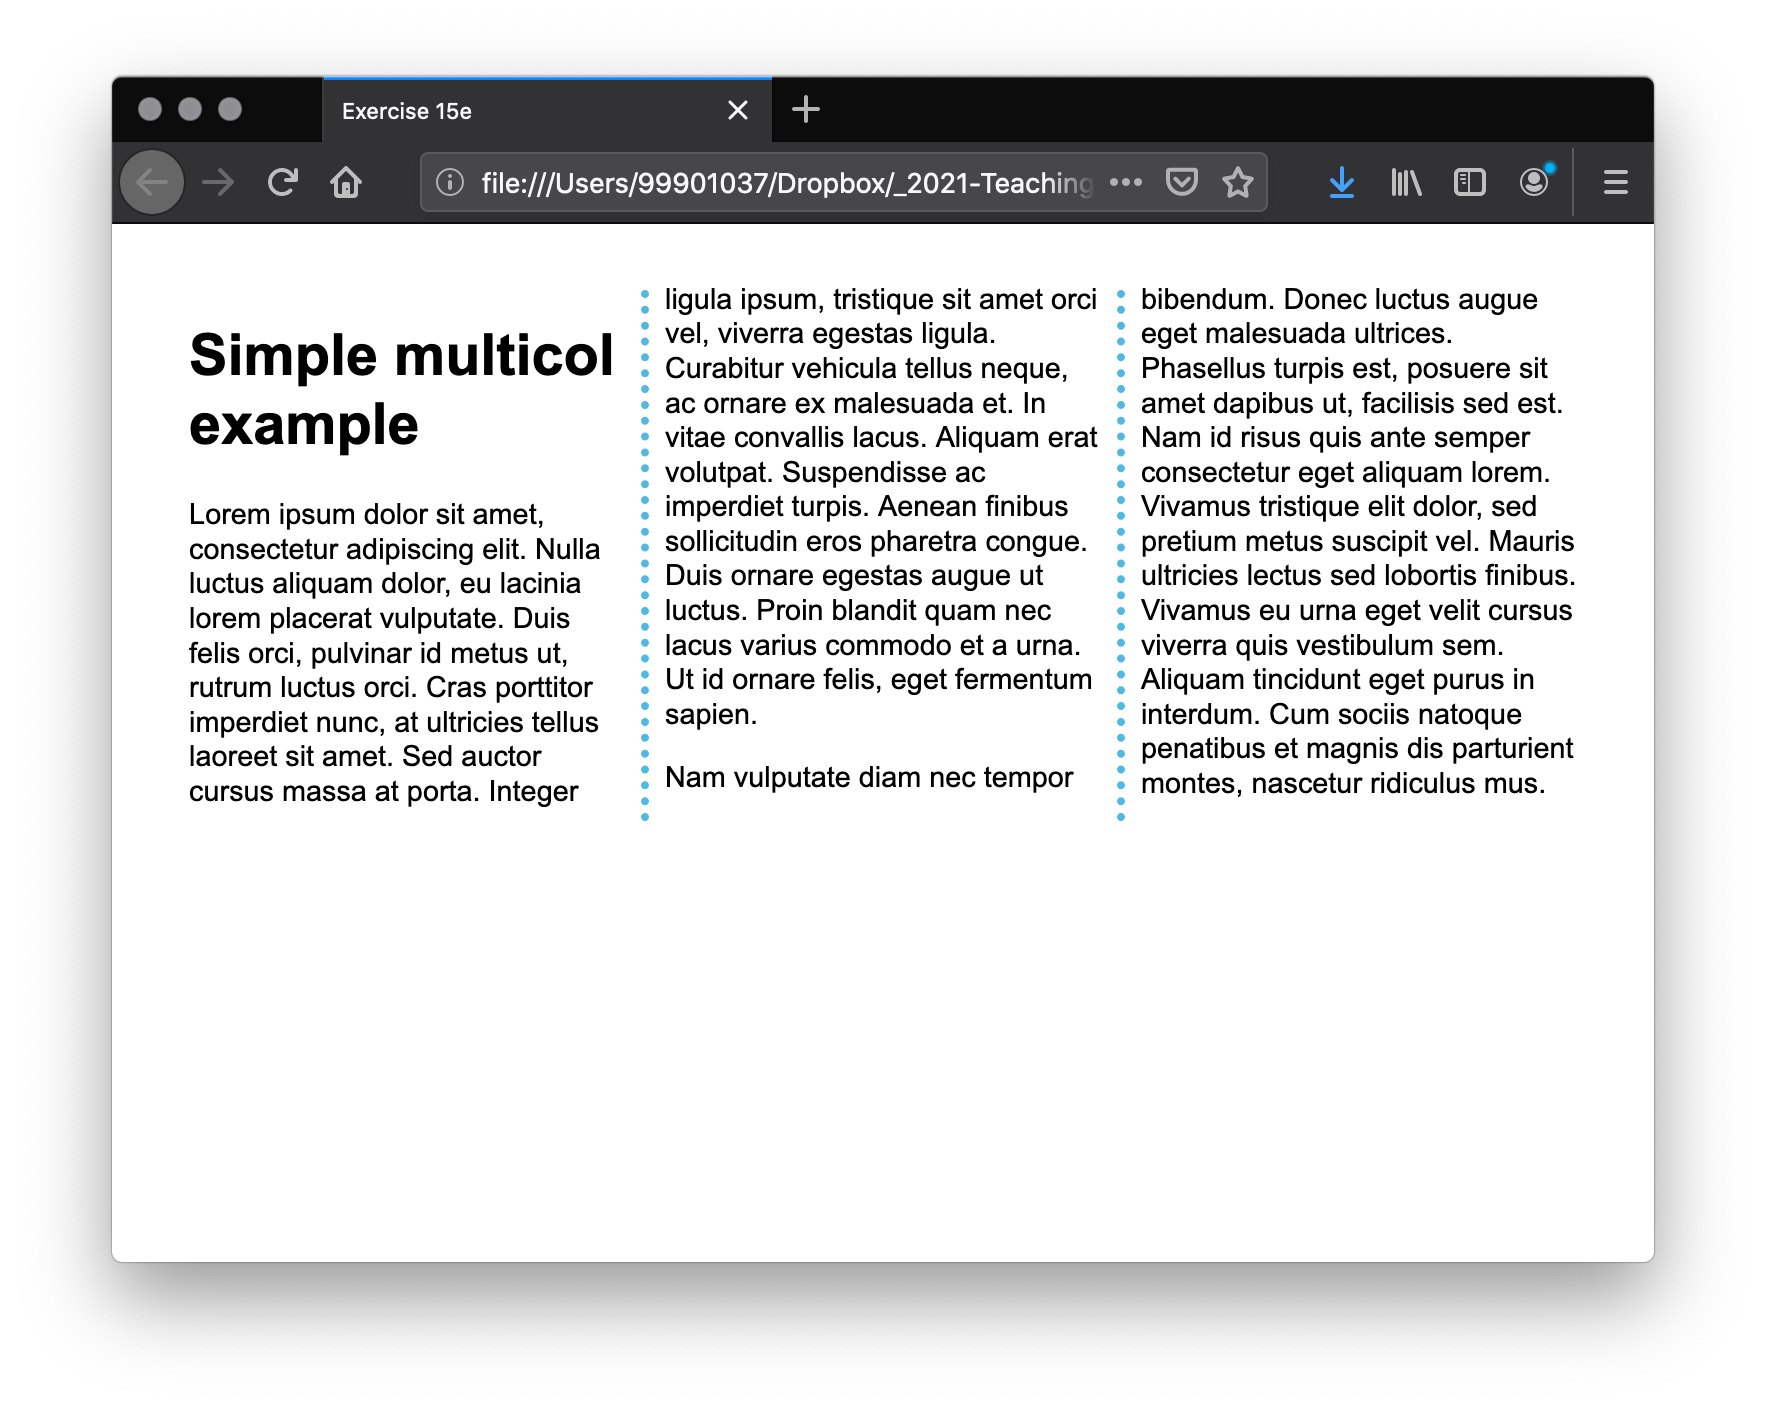 Exercise 15e
file:///Users/99901037/Dropbox/_2021-Teaching
Simple multicol
example
Lorem ipsum dolor sit amet,
consectetur adipiscing elit. Nulla
luctus aliquam dolor, eu lacinia
lorem placerat vulputate. Duis
felis orci, pulvinar id metus ut,
rutrum luctus orci. Cras porttitor
imperdiet nunc, at ultricies tellus
laoreet sit amet. Sed auctor
cursus massa at porta. Integer
ligula ipsum, tristique sit amet orci
vel, viverra egestas ligula.
Curabitur vehicula tellus neque,
ac ornare ex malesuada et. In
vitae convallis lacus. Aliquam erat
volutpat. Suspendisse ac
imperdiet turpis. Aenean finibus
sollicitudin eros pharetra congue.
Duis ornare egestas augue ut
luctus. Proin blandit quam nec
lacus varius commodo et a urna.
Ut id ornare felis, eget fermentum
sapien.
Nam vulputate diam nec tempor
bibendum. Donec luctus augue
eget malesuada ultrices.
Phasellus turpis est, posuere sit
amet dapibus ut, facilisis sed est.
Nam id risus quis ante semper
consectetur eget aliquam lorem.
Vivamus tristique elit dolor, sed
pretium metus suscipit vel. Mauris
ultricies lectus sed lobortis finibus.
Vivamus eu urna eget velit cursus
viverra quis vestibulum sem.
Aliquam tincidunt eget purus in
interdum. Cum sociis natoque
penatibus et magnis dis parturient
montes, nascetur ridiculus mus.